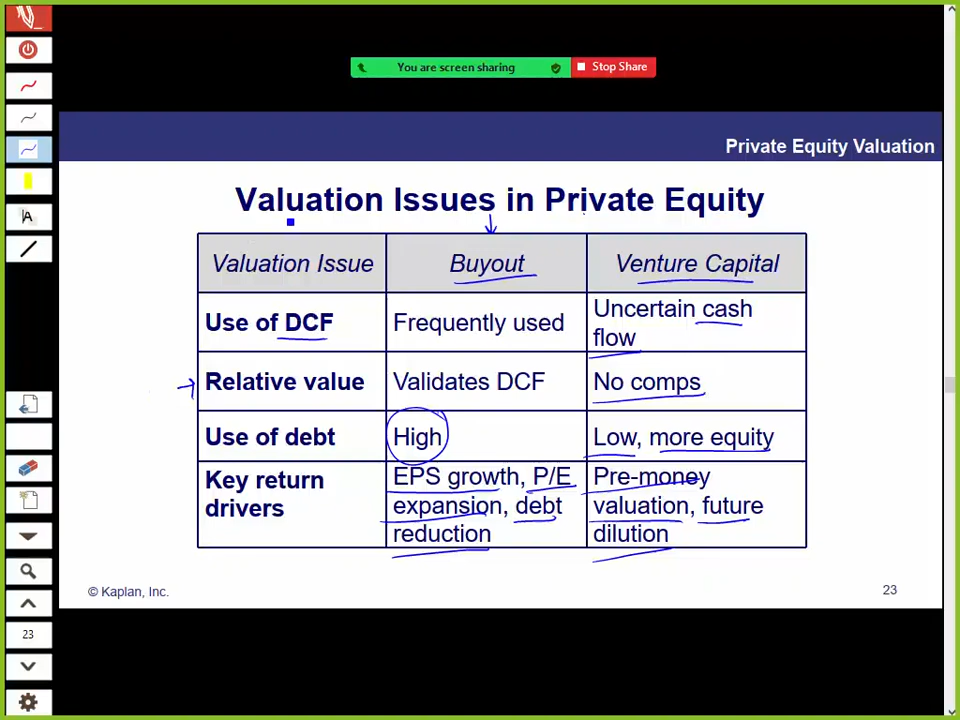 You are screen sharing
Stop Share
Private Equity Valuation
Valuation Issues in Private Equity
Valuation Issue
Buyout
Venture Capital
Use of DCF
Frequently used
Uncertain cash
flow
Relative value
Validates DCF
No comps
Use of debt
High
Low, more equity
Key return
drivers
EPS growth, P/E
expansion, debt
reduction
Pre-money
valuation, future
dilution
© Kaplan, Inc.
23
A
23